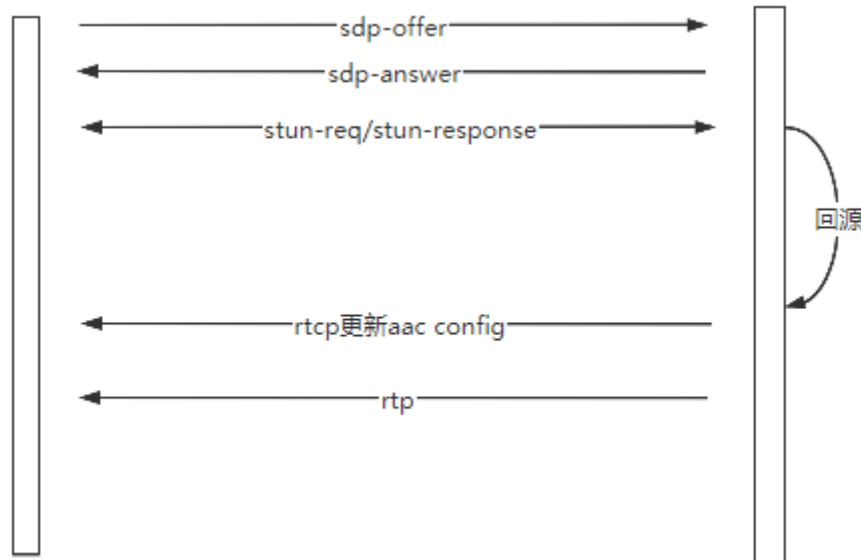 sdp-offer
sdp-answer
stun-req/stun-response
回源
rtcp更新aac config
rtp